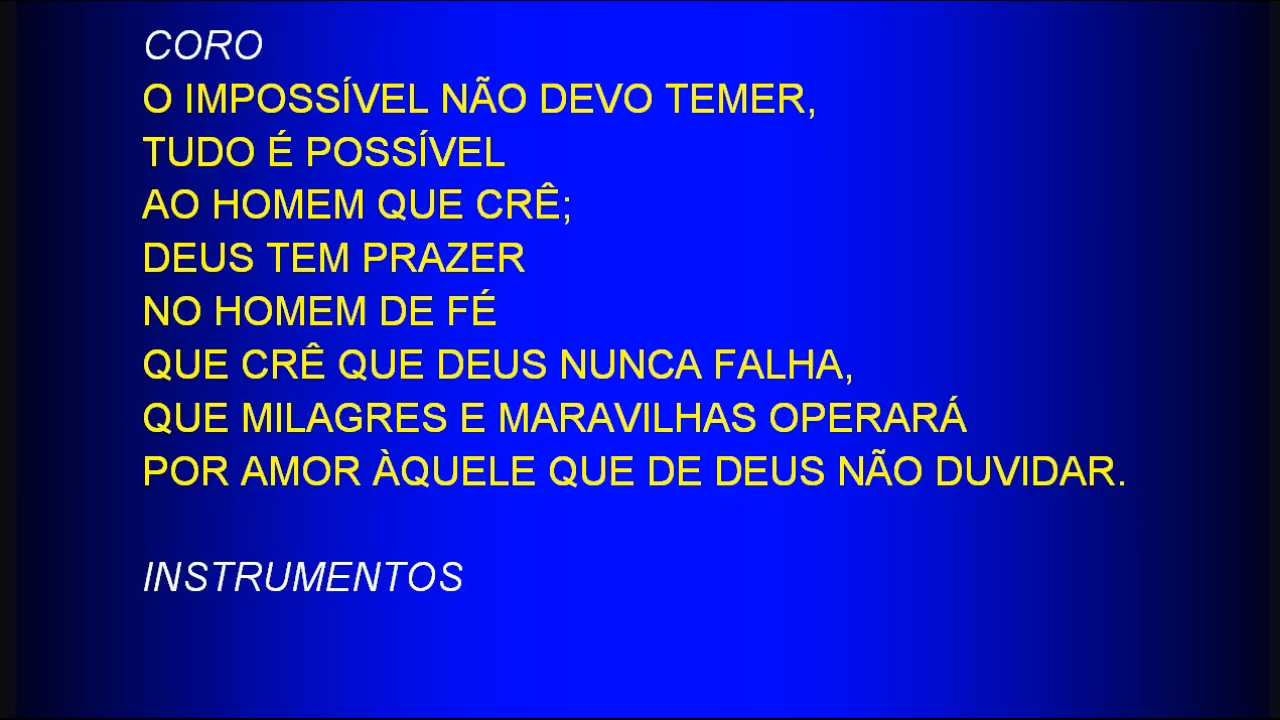 CORO
O IMPOSSÍVEL NÃO DEVO TEMER,
TUDO É POSSÍVEL
AO HOMEM QUE CRÊ;
DEUS TEM PRAZER
NO HOMEM DE FÉ
QUE CRÊ QUE DEUS NUNCA FALHA,
QUE MILAGRES E MARAVILHAS OPERARÁ
POR AMOR ÀQUELE QUE DE DEUS NÃO DUVIDAR.
INSTRUMENTOS